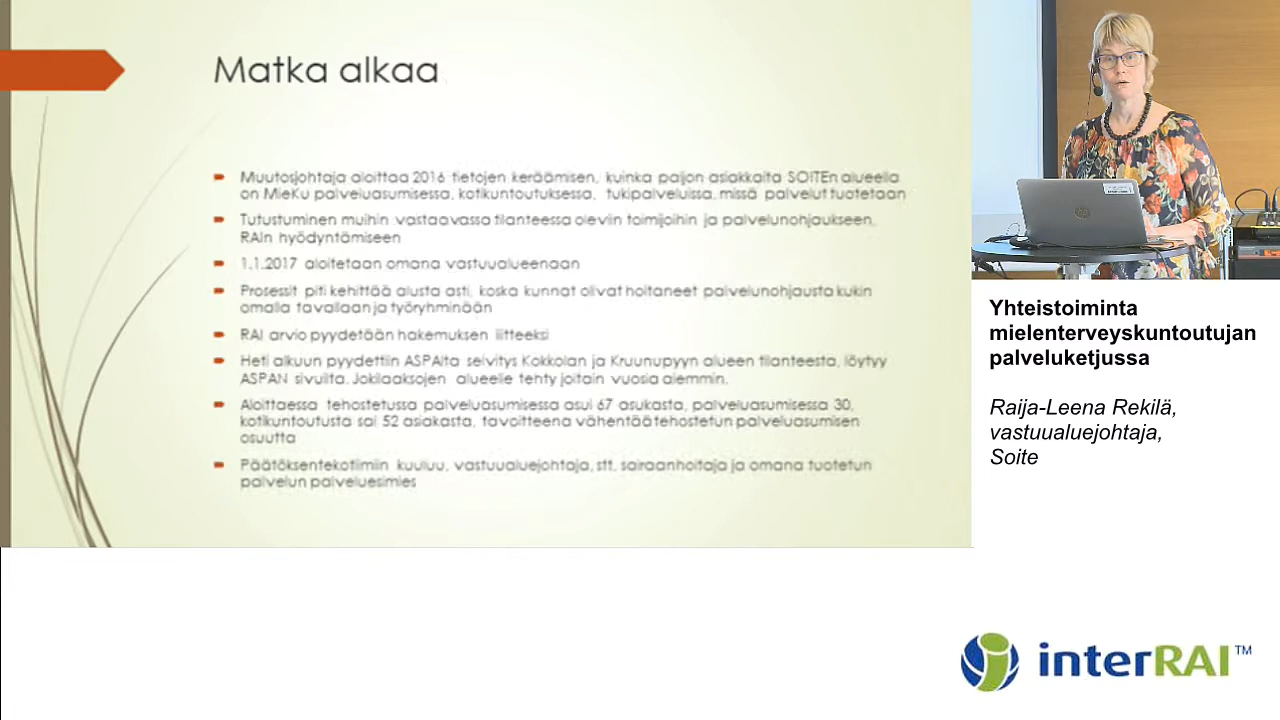 Matka alkaa
Muutosjohtaja aloittaa 2016 tietojen keräämisen, kuinka paljon asiakkaita SOITEn alueella
on MieKu palveluasumisessa, kotikuntoutuksessa, tukipalveluissa, missä palvelut tuotetaan
Tutustuminen muihin vastaavassa tilanteessa oleviin toimijoihin ja palvelunohjaukseen,
RAIn hyödyntämiseen
1.1.2017 aloitetaan omana vastuualueenaan
Prosessit piti kehittää alusta asti, koska kunnat olivat hoitaneet palvelunohjausta kukin
omalla tavallaan ja työryhminään
RAI arvio pyydetään hakemuksen liitteeksi
Heti alkuun pyydettiin ASPAlta selvitys Kokkolan ja Kruunupyyn alueen tilanteesta, löytyy
ASPAN sivuilta. Jokilaaksojen alueelle tehty joitain vuosia aiemmin.
Aloittaessa tehostetussa palveluasumisessa asui 67 asukasta, palveluasumisessa 30,
kotikuntoutusta sai 52 asiakasta, tavoitteena vähentää tehostetun palveluasumisen
osuutta
Päätöksentekotiimiin kuuluu, vastuualuejohtaja, stt, sairaanhoitaja ja omana tuotetun
palvelun palveluesimies
Yhteistoiminta
mielenterveyskuntoutujan
palveluketjussa
Raija-Leena Rekilä,
vastuualuejohtaja,
Soite
interRAI™